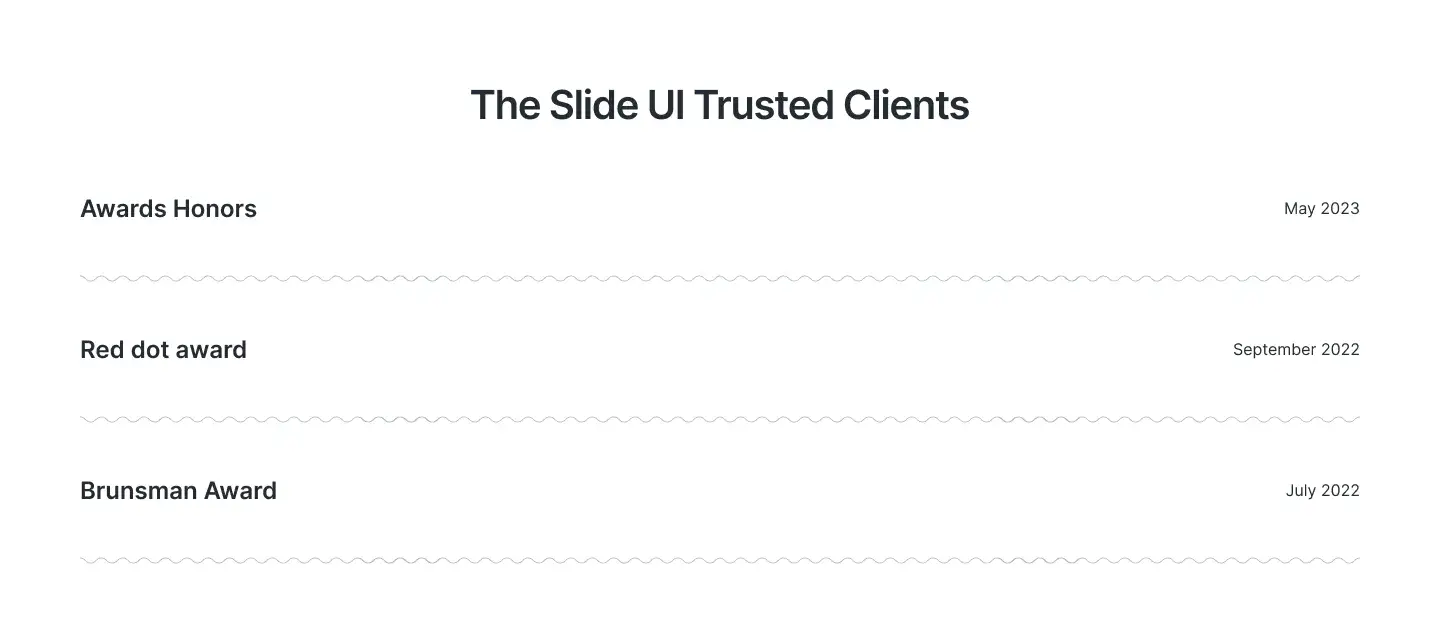 The Slide UI Trusted Clients
Awards Honors May 2023
Red dot award September 2022
Brunsman Award July 2022